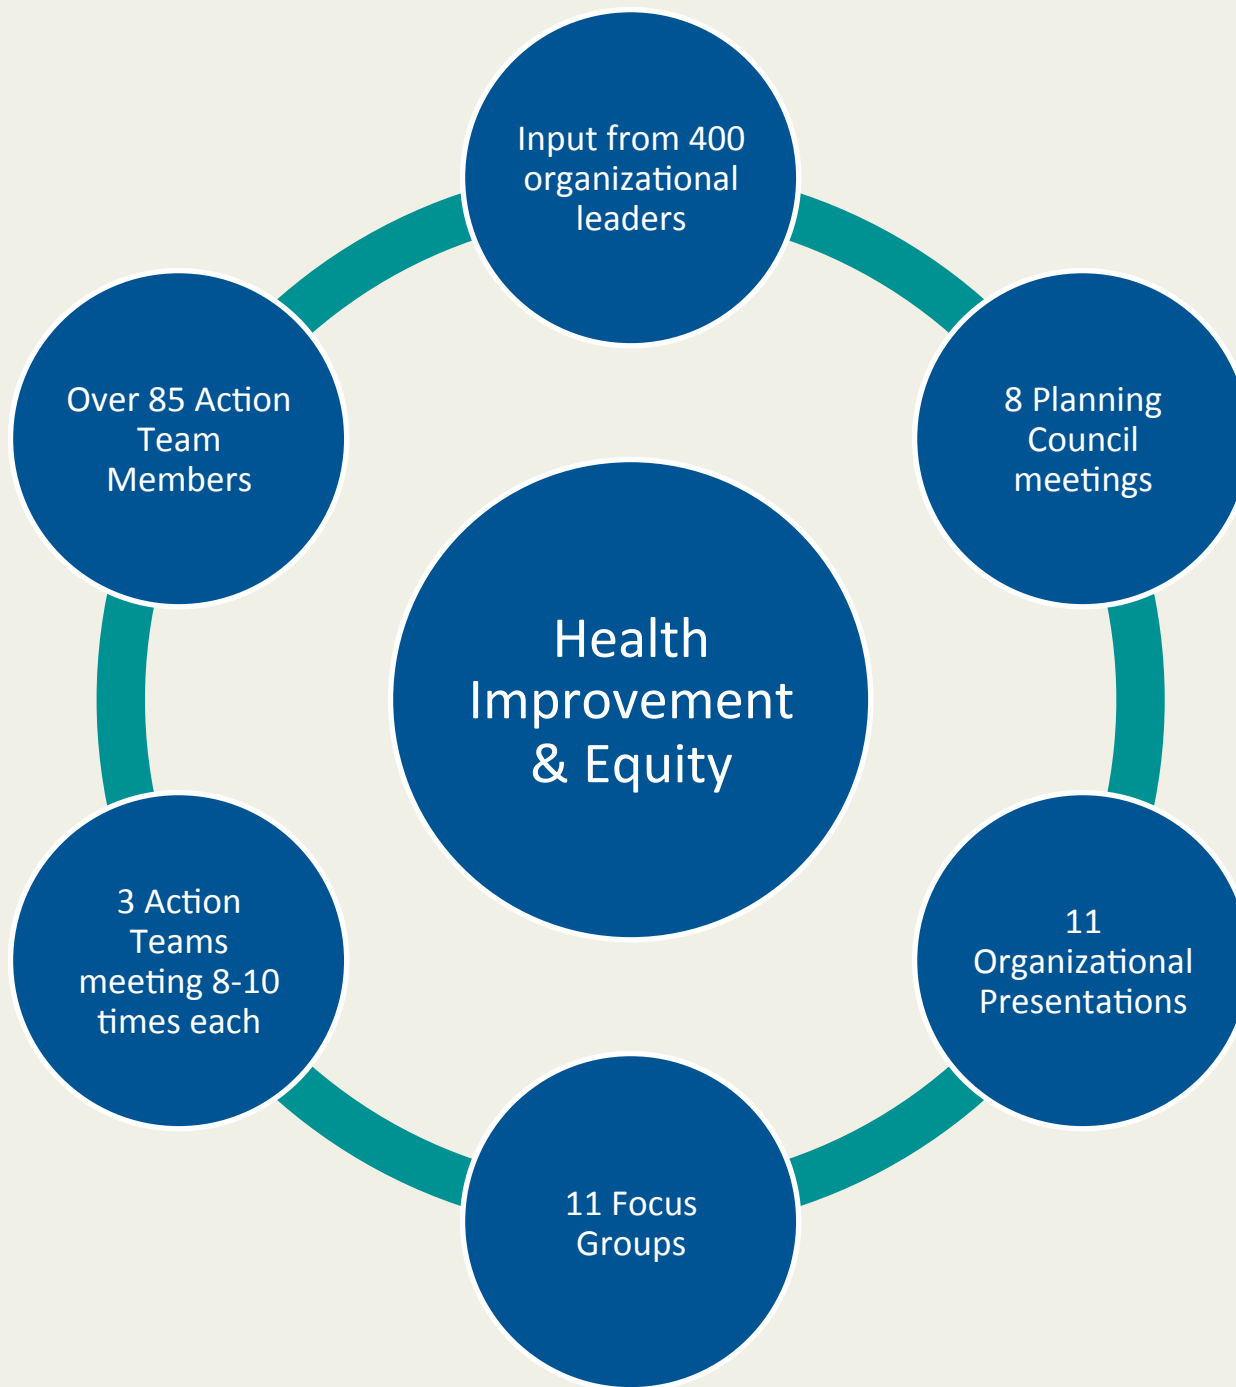 Input from 400
organizational
leaders
8 Planning
Council
meetings
11
Organizational
Presentations
11 Focus
Groups
3 Action
Teams
meeting 8-10
times each
Over 85 Action
Team
Members
Health
Improvement
& Equity